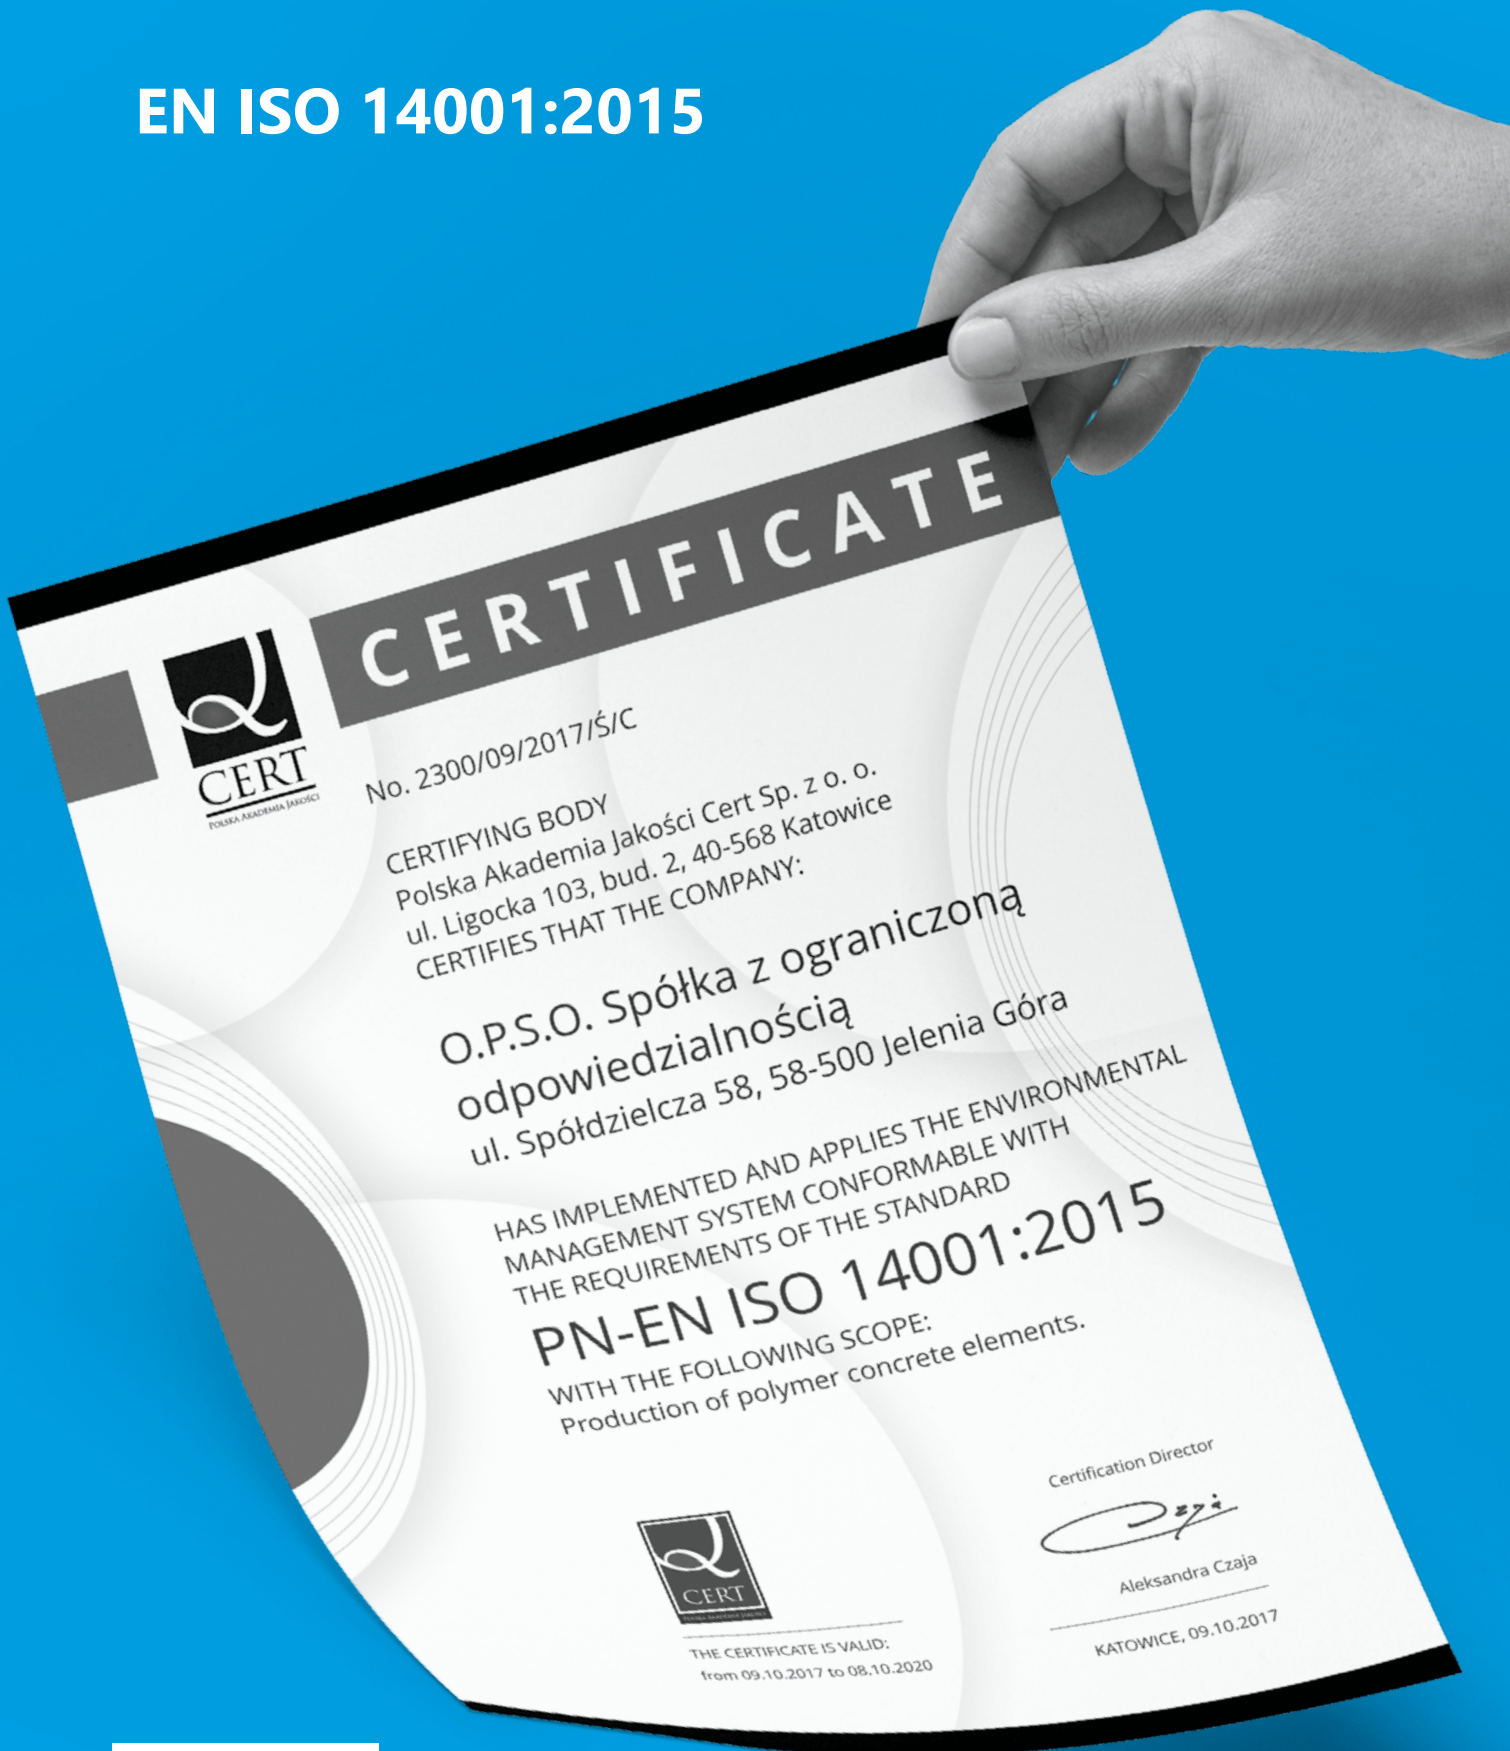 EN ISO 14001:2015
CERTIFICATE
CERT
POLSKA AKADEMIA JAKOŚCI
No. 2300/09/2017/Ś/C
CERTIFYING BODY
Polska Akademia Jakości Cert Sp. z o. o.
ul. Ligocka 103, bud. 2, 40-568 Katowice
CERTIFIES THAT THE COMPANY:
O.P.S.O. Spółka z ograniczoną
odpowiedzialnością
ul. Spółdzielcza 58, 58-500 Jelenia Góra
HAS IMPLEMENTED AND APPLIES THE ENVIRONMENTAL
MANAGEMENT SYSTEM CONFORMABLE WITH
THE REQUIREMENTS OF THE STANDARD
PN-EN ISO 14001:2015
WITH THE FOLLOWING SCOPE:
Production of polymer concrete elements.
CERT
POLSKA AKADEMIA JAKOŚCI
THE CERTIFICATE IS VALID:
from 09.10.2017 to 08.10.2020
Certification Director
Aleksandra Czaja
KATOWICE, 09.10.2017